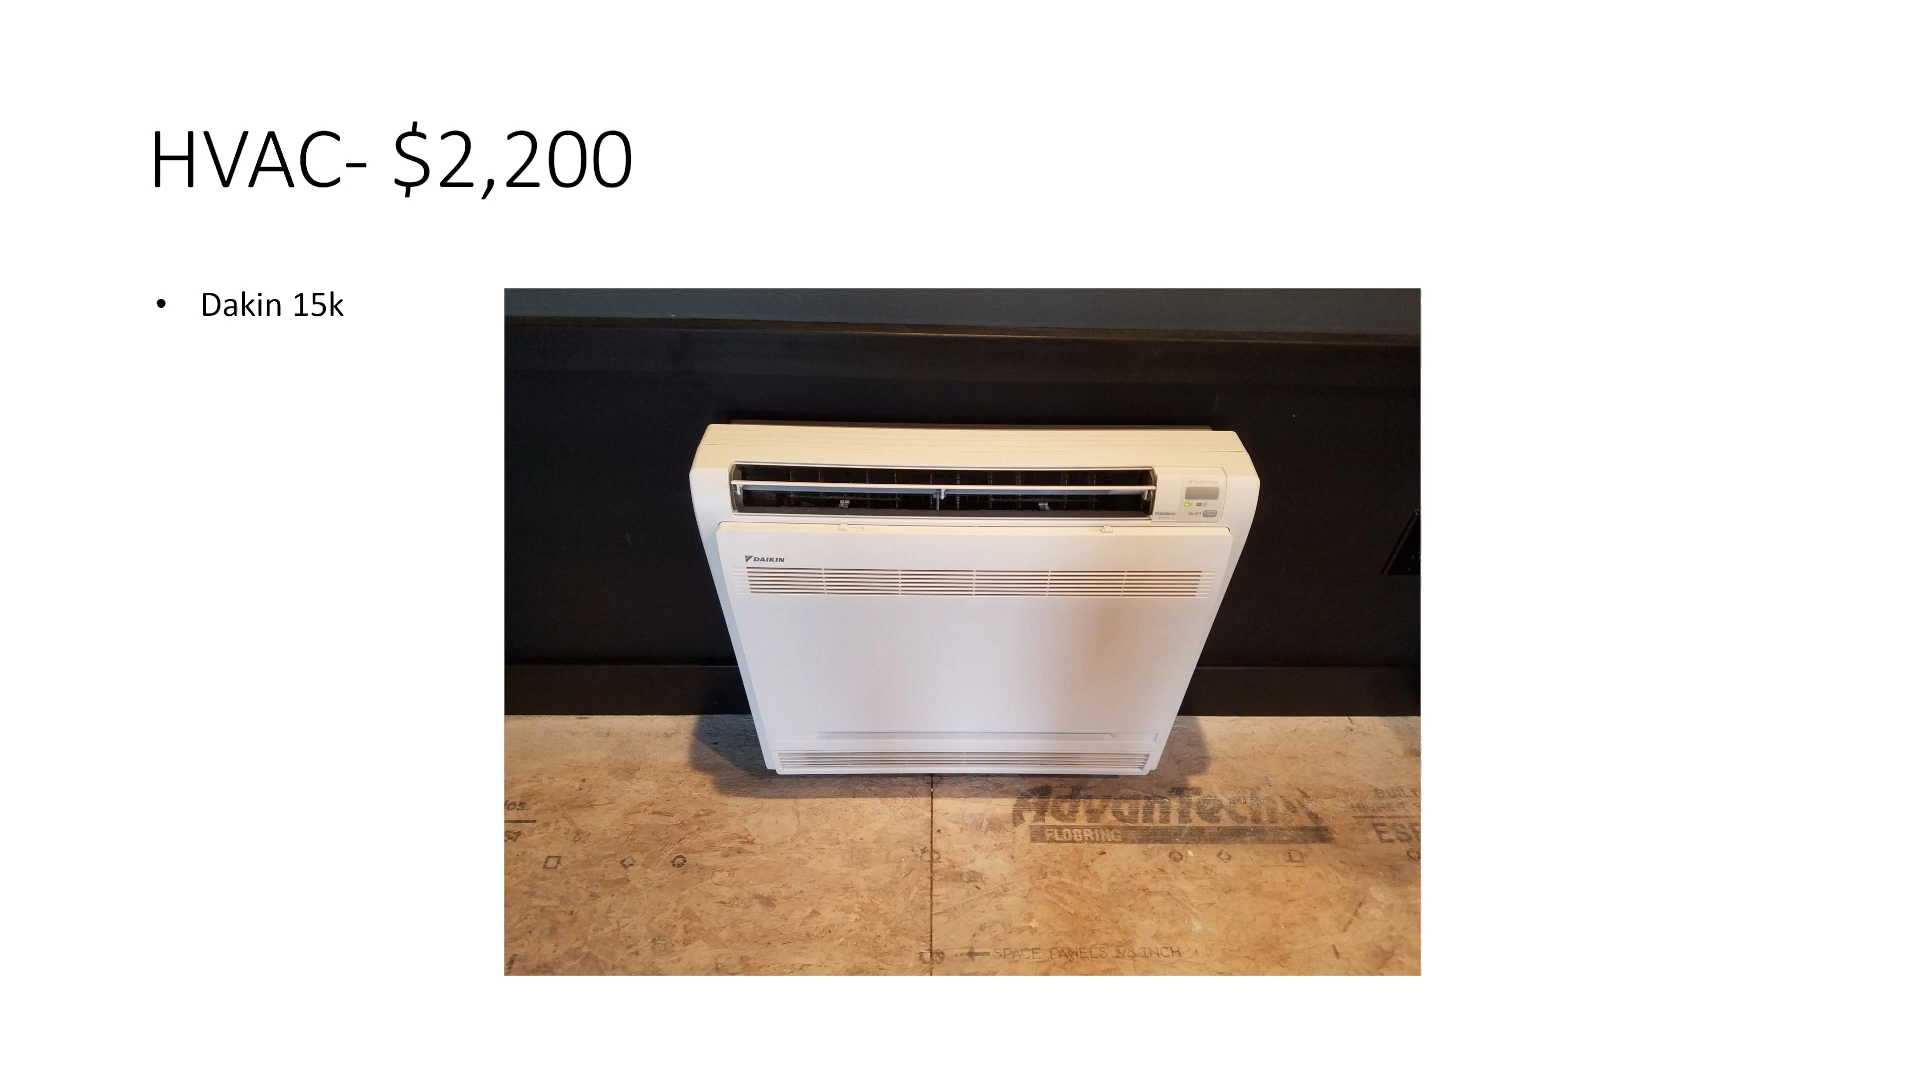 HVAC- $2,200
• Dakin 15k
DAIKIN
AdvanTech
FLOORING
SPACE PANELS 1/8 INCH